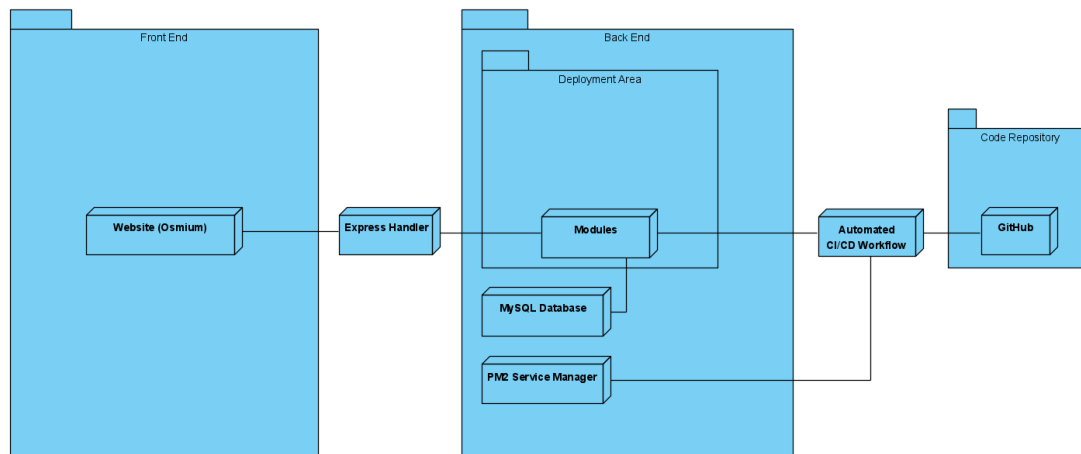 Front End
Back End
Deployment Area
Code Repository
Website (Osmium)
Express Handler
Modules
Automated
CI/CD Workflow
GitHub
MySQL Database
PM2 Service Manager